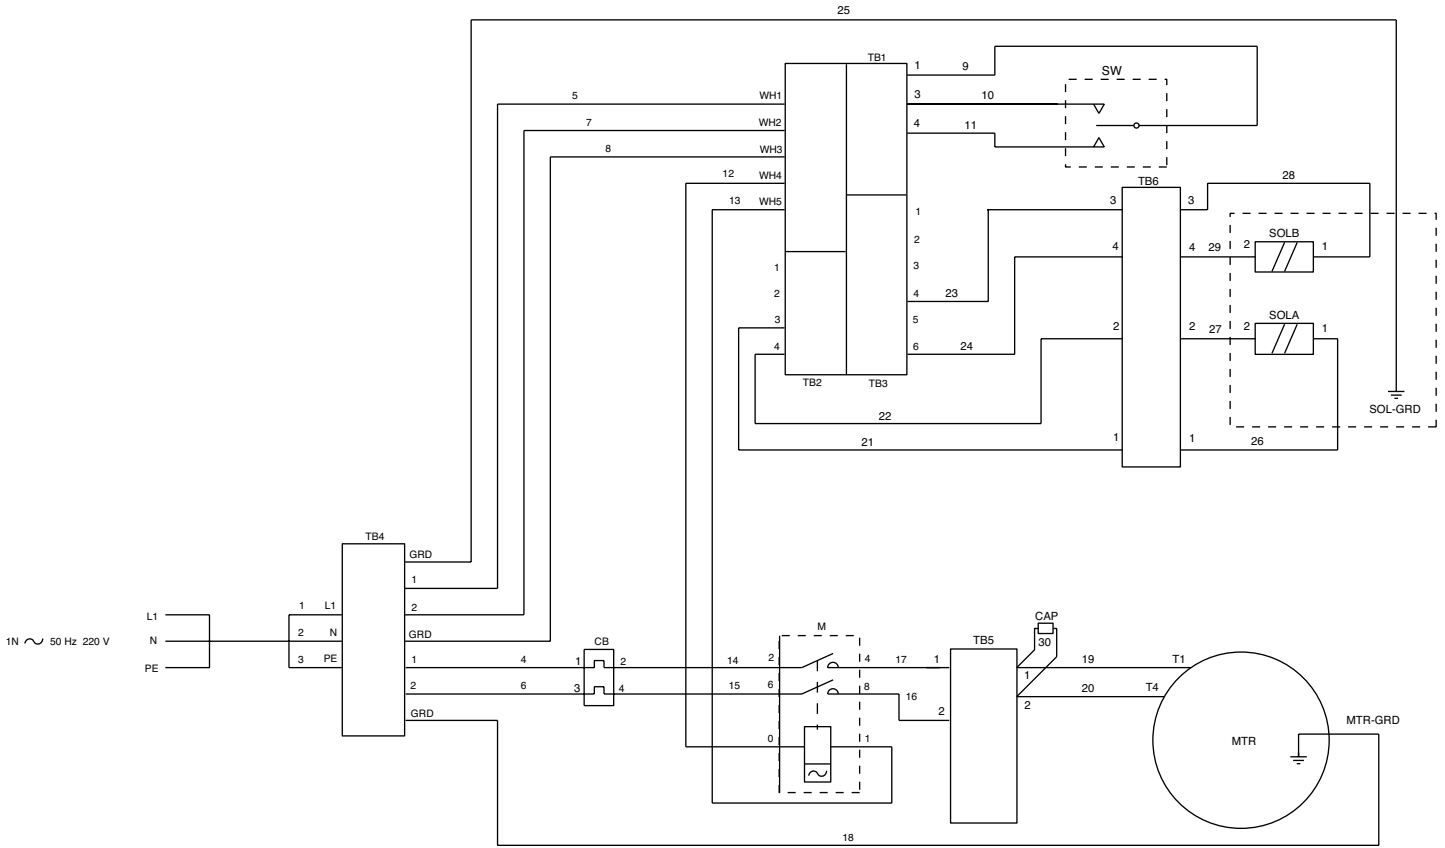 25
TB1
1 9
SW
3 10
4 11
5 WH1
7 WH2
8 WH3
12 WH4
13 WH5
TB6
28
3 3
1
2
3
4 23
5
6 24
1
2
3
4
TB2 TB3
4 4 29 2 SOLB 1
2 2 27 2 SOLA 1
SOL-GRD
22
21 1 1 26
TB4
GRD
1
2
GRD
1N 50 Hz 220 V
L1 1 L1
N 2 N
PE 3 PE
1 4 1 CB 2 14 2 M 4 17 1 TB5
2 6 3 4 15 6 8 16 2
GRD
0 1
CAP
30
1 19 T1
2 20 T4
MTR
MTR-GRD
18